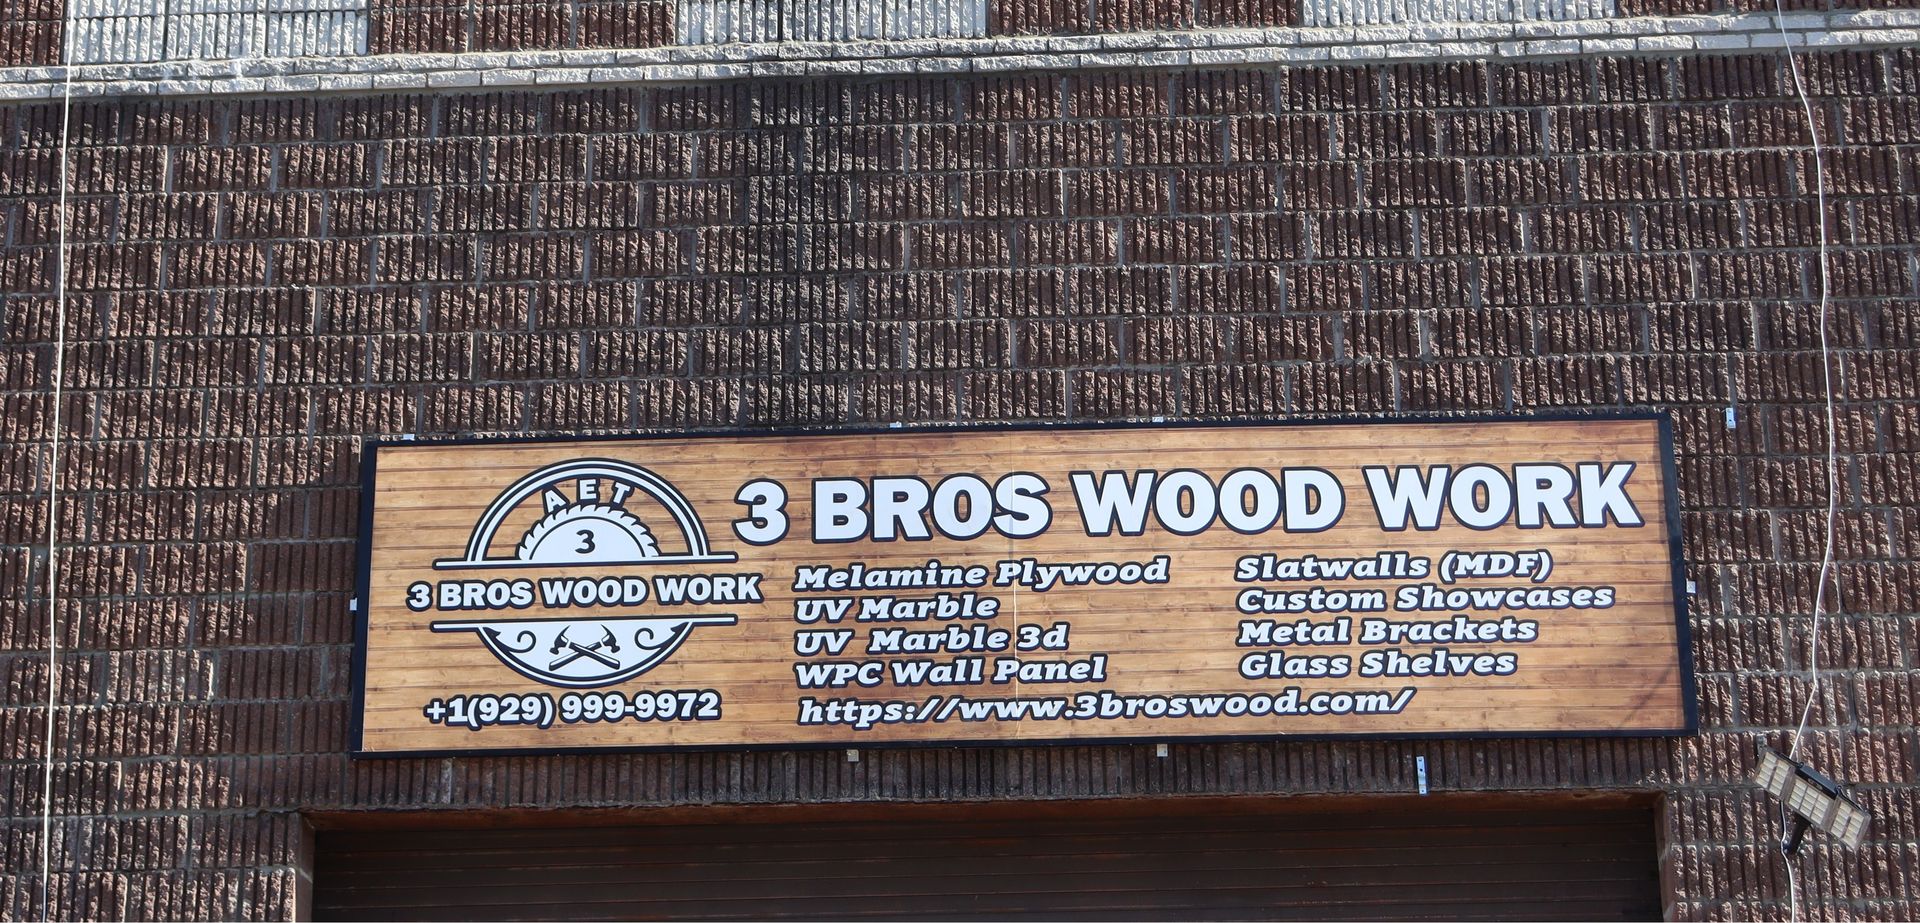 AET
3
3 BROS WOOD WORK
+1(929) 999-9972
3 BROS WOOD WORK
Melamine Plywood
UV Marble
UV Marble 3d
WPC Wall Panel
Slatwalls (MDF)
Custom Showcases
Metal Brackets
Glass Shelves
https://www.3broswood.com/